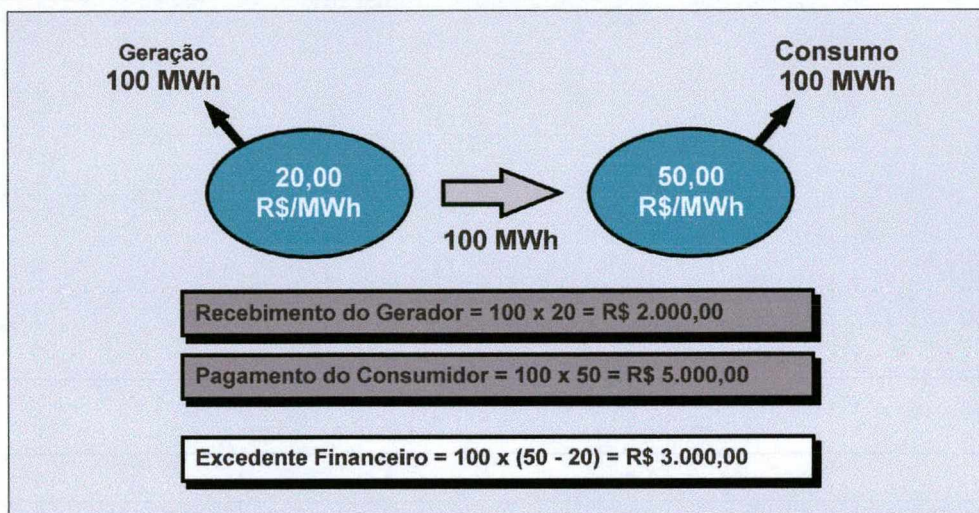 Geração
100 MWh
Consumo
100 MWh
20,00
R$/MWh
50,00
R$/MWh
100 MWh
Recebimento do Gerador = 100 x 20 = R$ 2.000,00
Pagamento do Consumidor = 100 x 50 = R$ 5.000,00
Excedente Financeiro = 100 x (50 - 20) = R$ 3.000,00